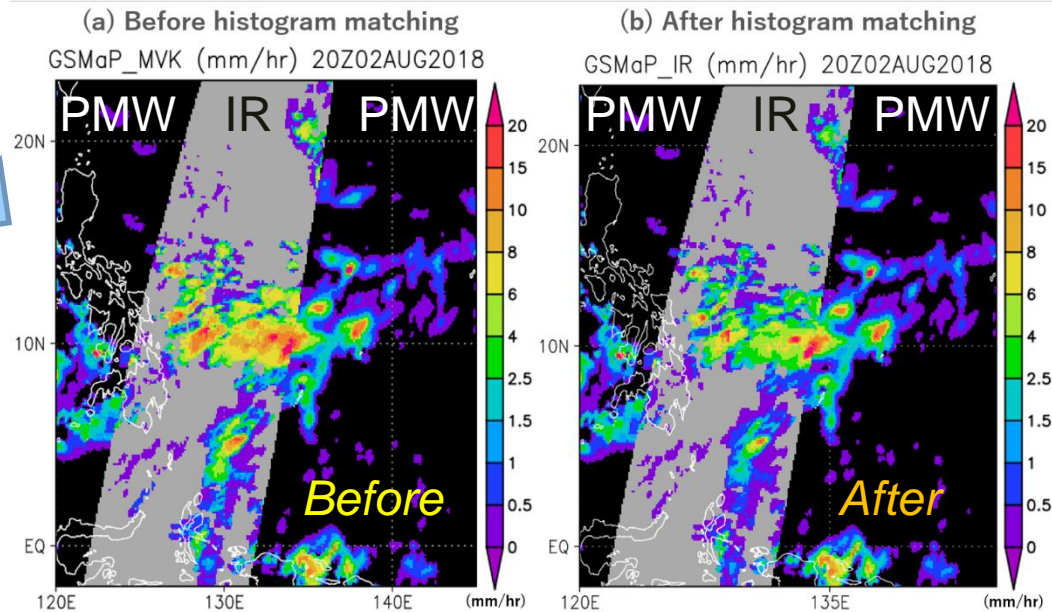 (a) Before histogram matching
GSMaP_MVK (mm/hr) 20Z02AUG2018
PMW IR PMW
20N
10N
EQ
120E 130E 140E
Before
20
15
10
8
6
4
2.5
1.5
1
0.5
0
(mm/hr)
(b) After histogram matching
GSMaP_IR (mm/hr) 20Z02AUG2018
PMW IR PMW
20N
10N
EQ
120E 135E
After
20
15
10
8
6
4
2.5
1.5
1
0.5
0
(mm/hr)